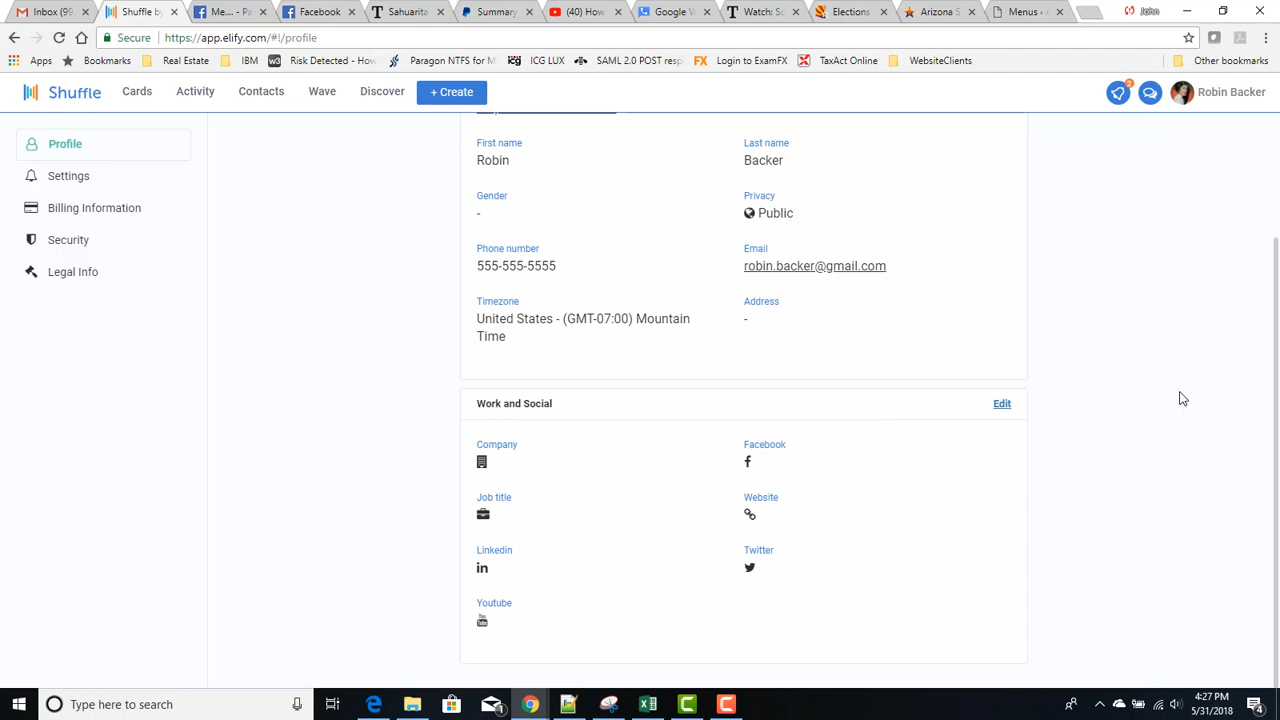 Inbox (99
Shuffle by
Me.... - Pa
Facebook
Sahuarita
Summary
(40) How
Google V
Watch: Sc
Elections
Arizona S
Menus ‹
John
Secure
https://app.elify.com/#!/profile
Apps
Bookmarks
Real Estate
IBM
Risk Detected - How
Paragon NTFS for M
ICG LUX
SAML 2.0 POST resp
Login to ExamFX
TaxAct Online
WebsiteClients
Other bookmarks
Shuffle
Cards
Activity
Contacts
Wave
Discover
+ Create
2
Robin Backer
Profile
Settings
Billing Information
Security
Legal Info
First name
Robin
Last name
Backer
Gender
-
Privacy
Public
Phone number
555-555-5555
Email
robin.backer@gmail.com
Timezone
United States - (GMT-07:00) Mountain
Time
Address
-
Work and Social
Edit
Company
Facebook
Job title
Website
Linkedin
Twitter
Youtube
Type here to search
4:27 PM
5/31/2018